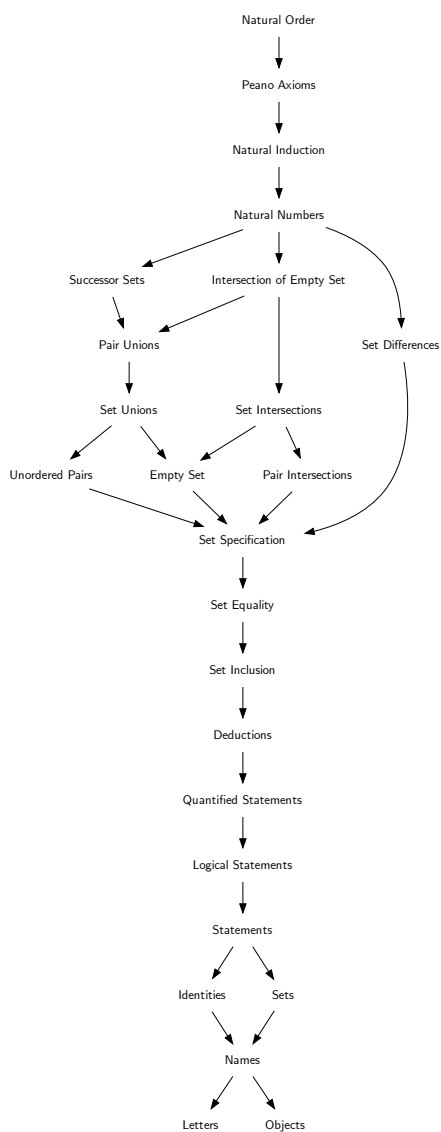 Natural Order
Peano Axioms
Natural Induction
Natural Numbers
Successor Sets
Intersection of Empty Set
Pair Unions
Set Differences
Set Unions
Set Intersections
Unordered Pairs
Empty Set
Pair Intersections
Set Specification
Set Equality
Set Inclusion
Deductions
Quantified Statements
Logical Statements
Statements
Identities
Sets
Names
Letters
Objects